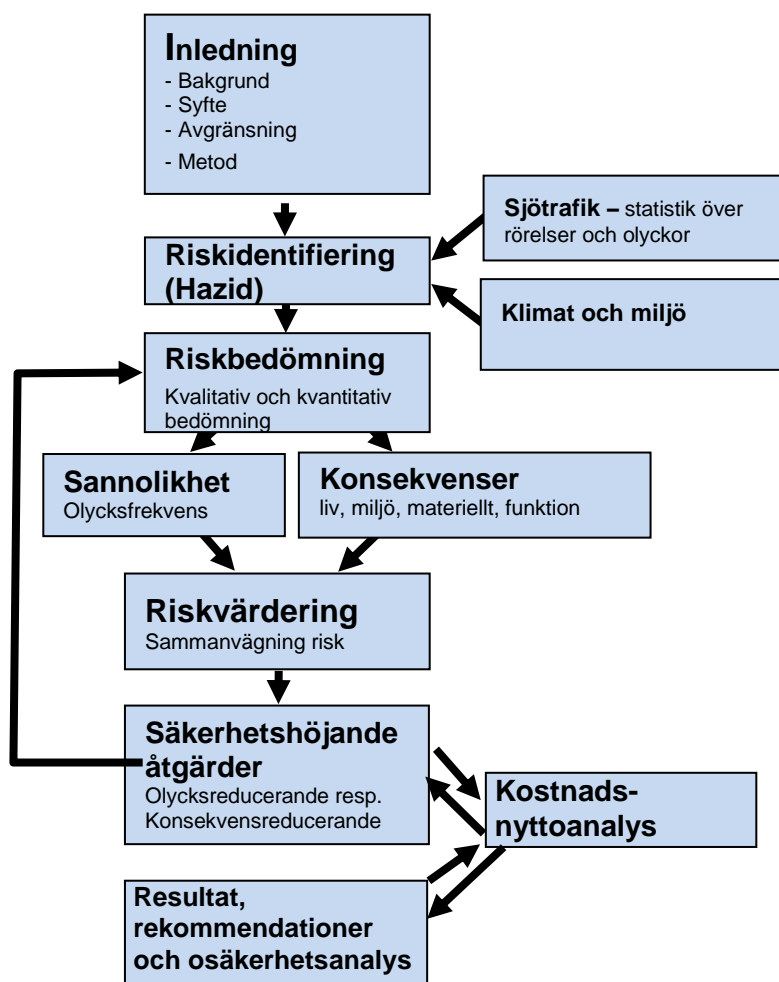 Inledning
- Bakgrund
- Syfte
- Avgränsning
- Metod
Sjötrafik – statistik över
rörelser och olyckor
Riskidentifiering
(Hazid)
Klimat och miljö
Riskbedömning
Kvalitativ och kvantitativ
bedömning
Sannolikhet
Olycksfrekvens
Konsekvenser
liv, miljö, materiellt, funktion
Riskvärdering
Sammanvägning risk
Säkerhetshöjande
åtgärder
Olycksreducerande resp.
Konsekvensreducerande
Kostnads-
nyttoanalys
Resultat,
rekommendationer
och osäkerhetsanalys